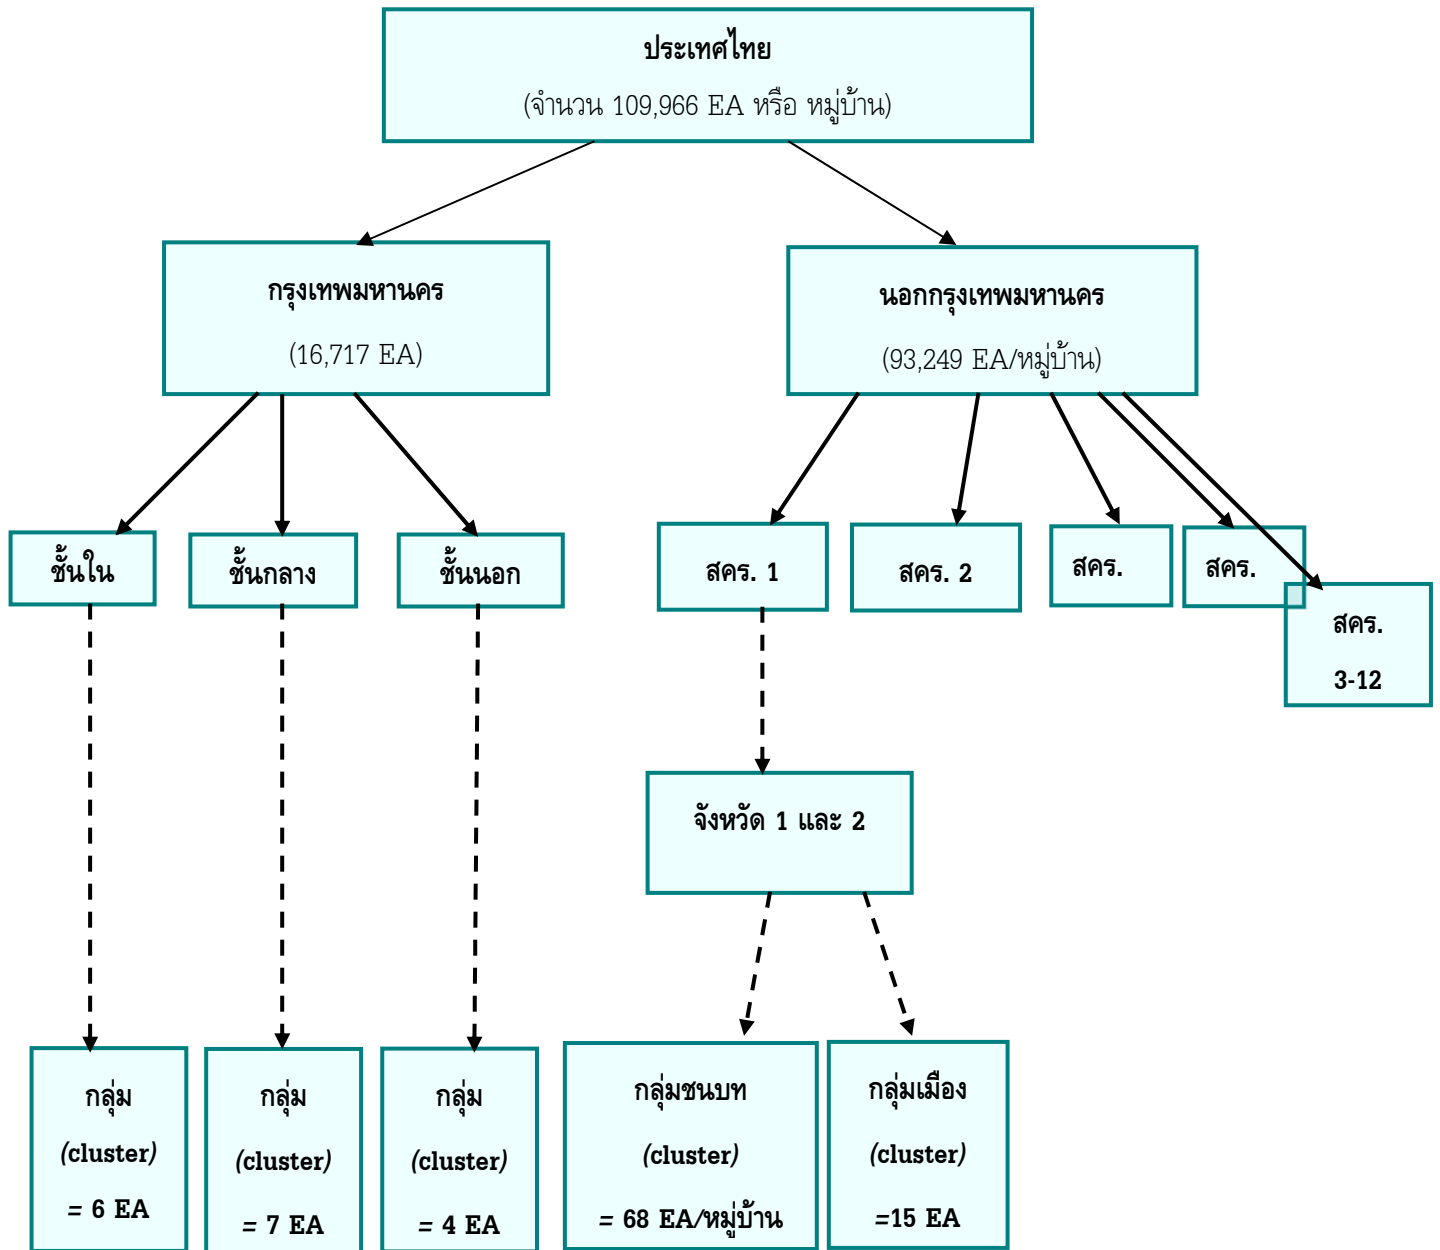 ประเทศไทย
(จำนวน 109,966 EA หรือ หมู่บ้าน)
กรุงเทพมหานคร
(16,717 EA)
นอกกรุงเทพมหานคร
(93,249 EA/หมู่บ้าน)
ชั้นใน
ชั้นกลาง
ชั้นนอก
สคร. 1
สคร. 2
สคร.
สคร.
สคร.
3-12
จังหวัด 1 และ 2
กลุ่ม
(cluster)
= 6 EA
กลุ่ม
(cluster)
= 7 EA
กลุ่ม
(cluster)
= 4 EA
กลุ่มชนบท
(cluster)
= 68 EA/หมู่บ้าน
กลุ่มเมือง
(cluster)
=15 EA